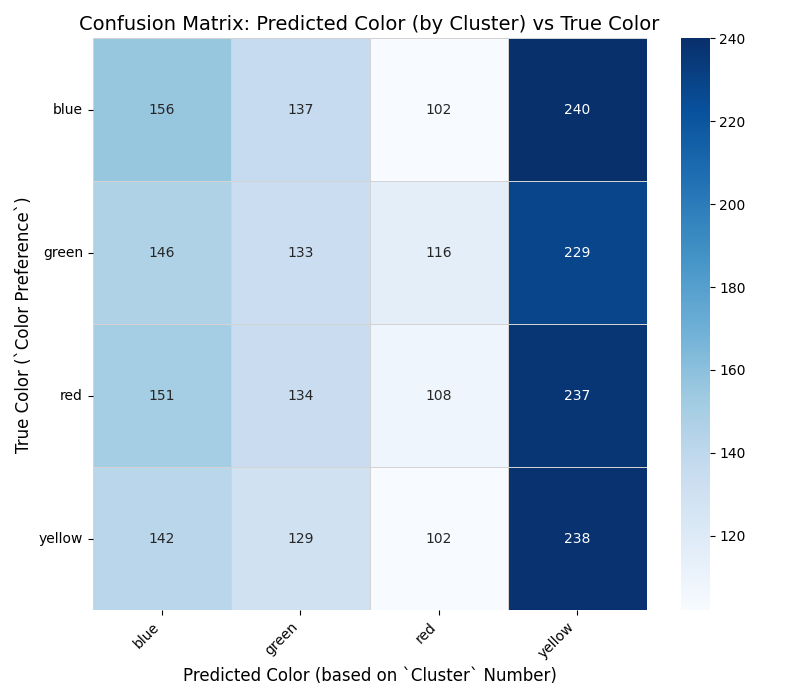 Confusion Matrix: Predicted Color (by Cluster) vs True Color
240
blue 156 137 102 240
220
200
green 146 133 116 229
180
True Color (`Color Preference`)
160
red 151 134 108 237
140
yellow 142 129 102 238
120
blue green red yellow
Predicted Color (based on `Cluster` Number)